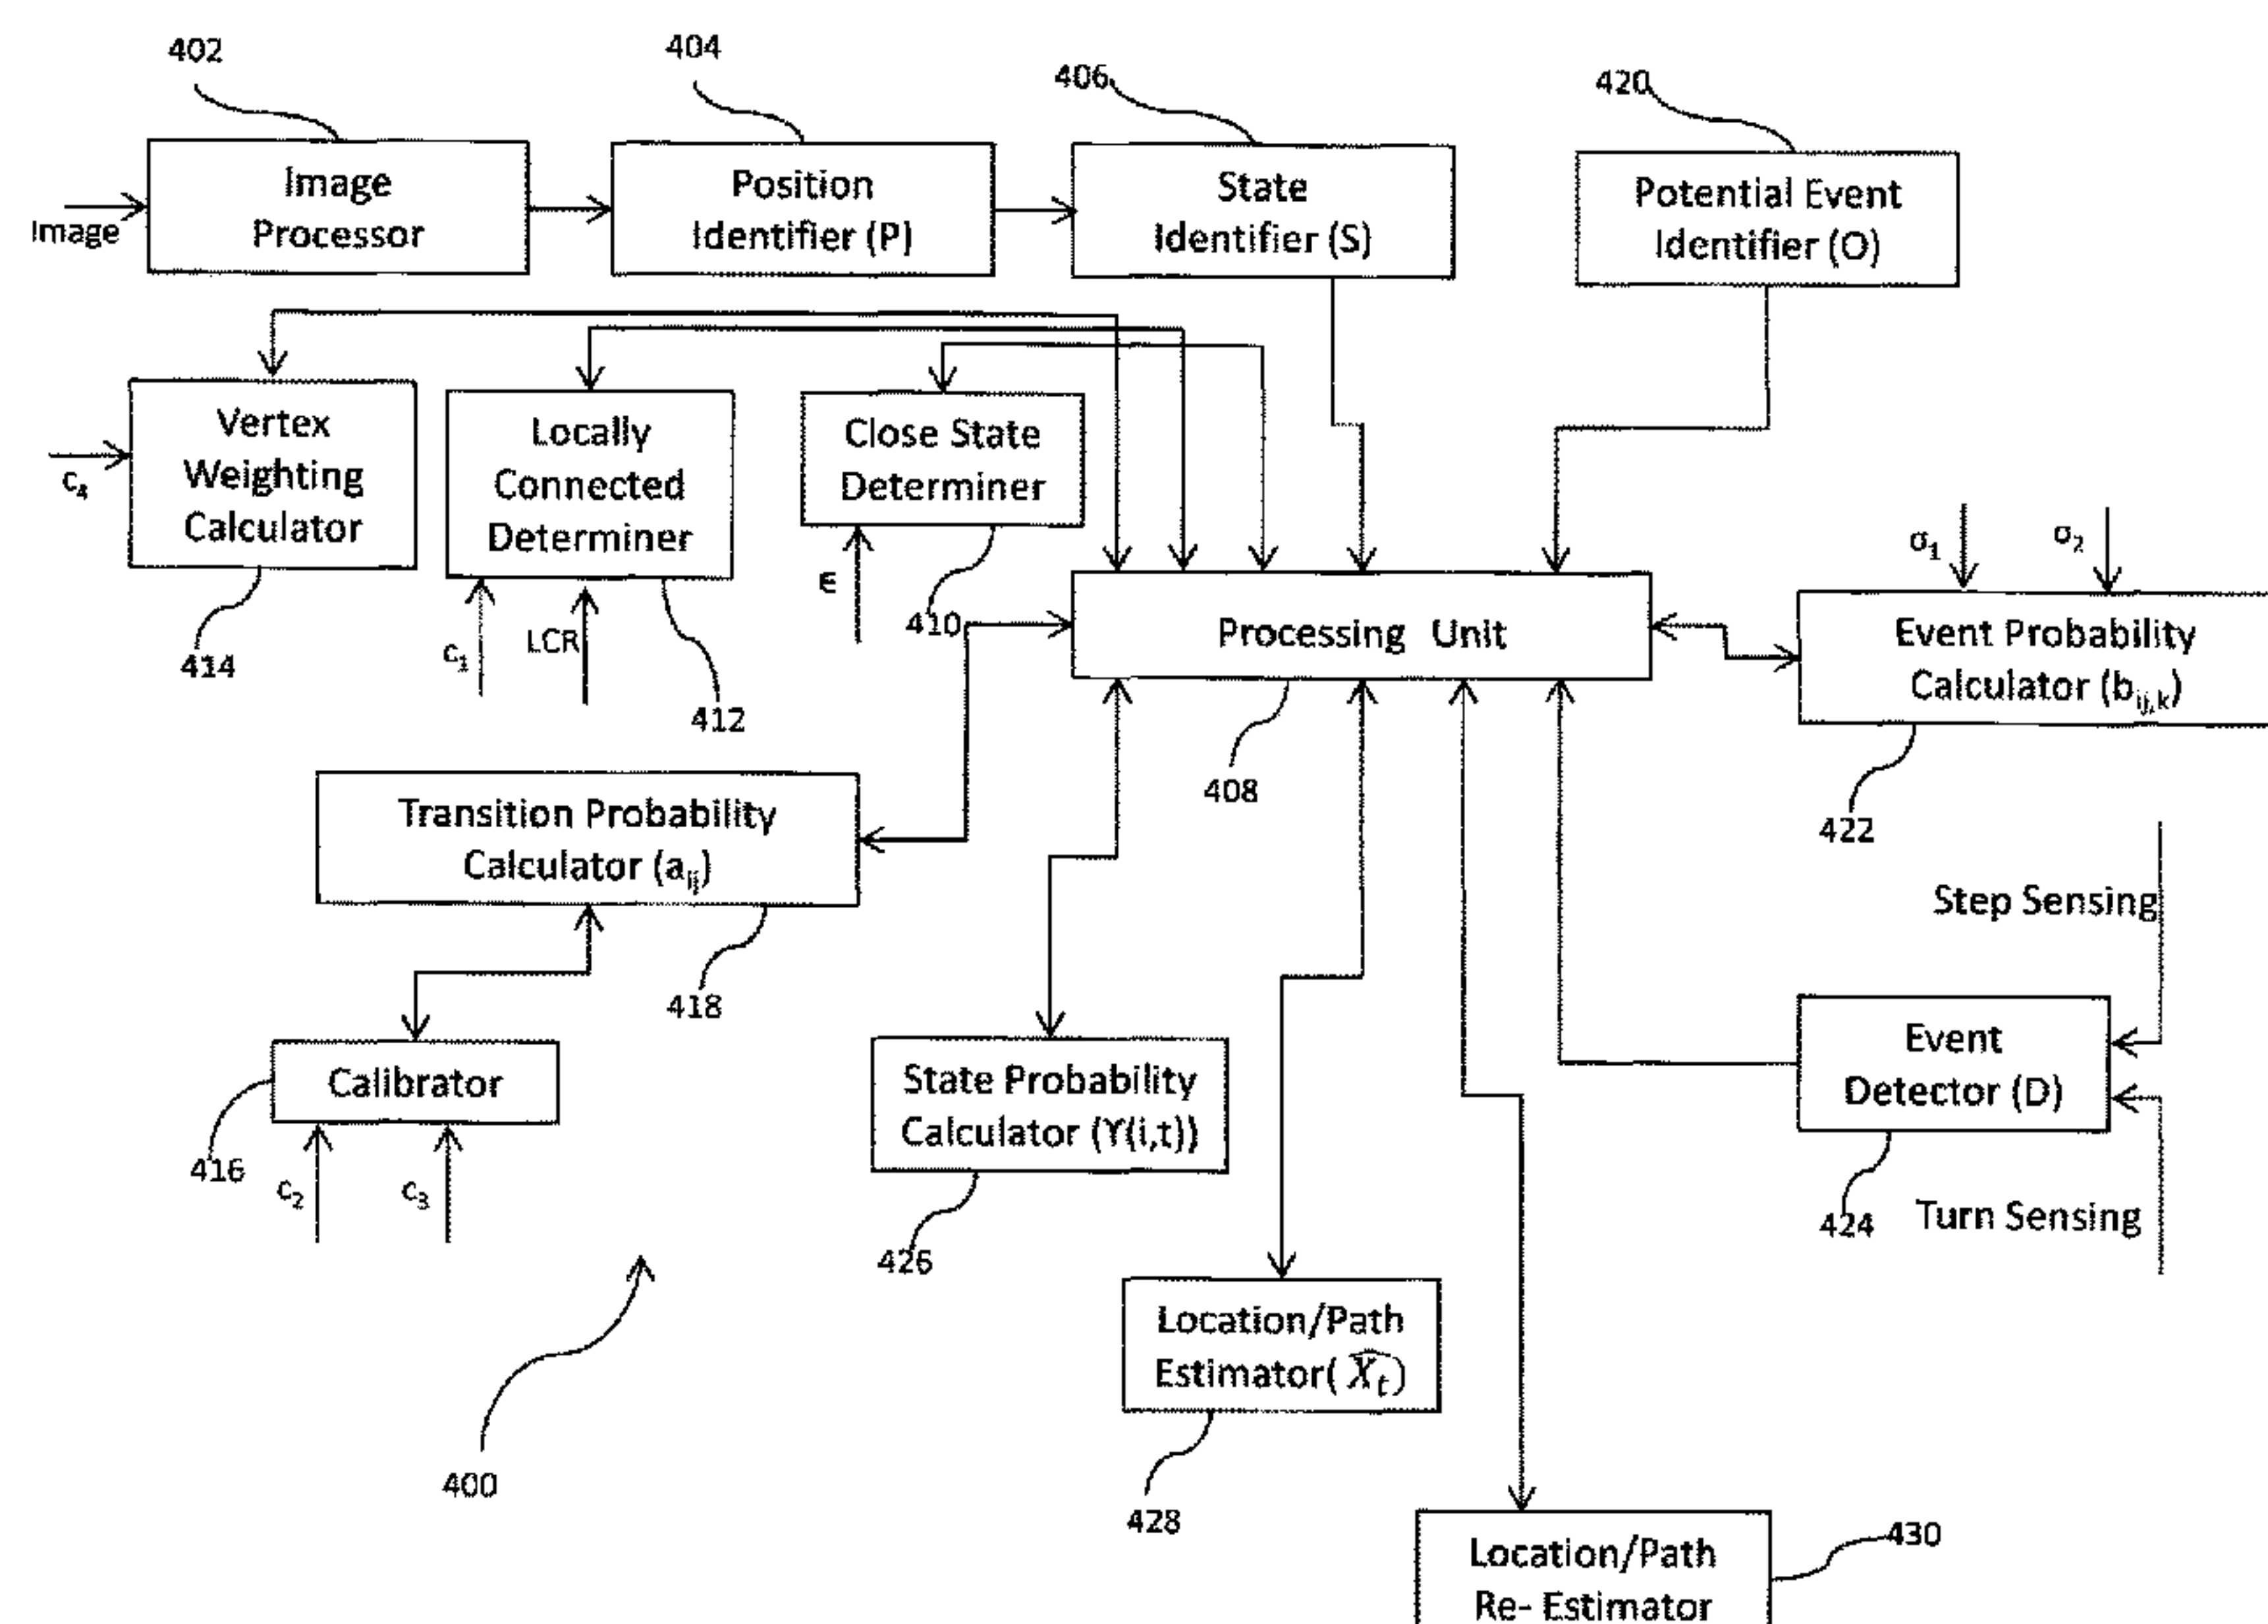 402
404
406
420
Image
Processor
Position
Identifier (P)
State
Identifier (S)
Potential Event
Identifier (O)
Image
Vertex
Weighting
Calculator
Locally
Connected
Determiner
Close State
Determiner
c₄
σ₁
σ₂
∈
410
414
c₁
LCR
412
Processing Unit
Event Probability
Calculator (bᵢⱼ,ₖ)
408
422
Transition Probability
Calculator (aᵢⱼ)
Step Sensing
418
Calibrator
State Probability
Calculator (ϒ(i,t))
Event
Detector (D)
416
c₂
c₃
426
424
Turn Sensing
Location/Path
Estimator( X̂ₜ)
400
428
430
Location/Path
Re- Estimator